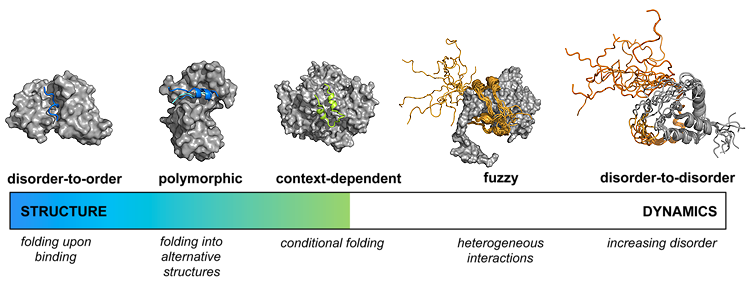 disorder-to-order
polymorphic
context-dependent
fuzzy
disorder-to-disorder
STRUCTURE
DYNAMICS
folding upon
binding
folding into
alternative
structures
conditional folding
heterogeneous
interactions
increasing disorder